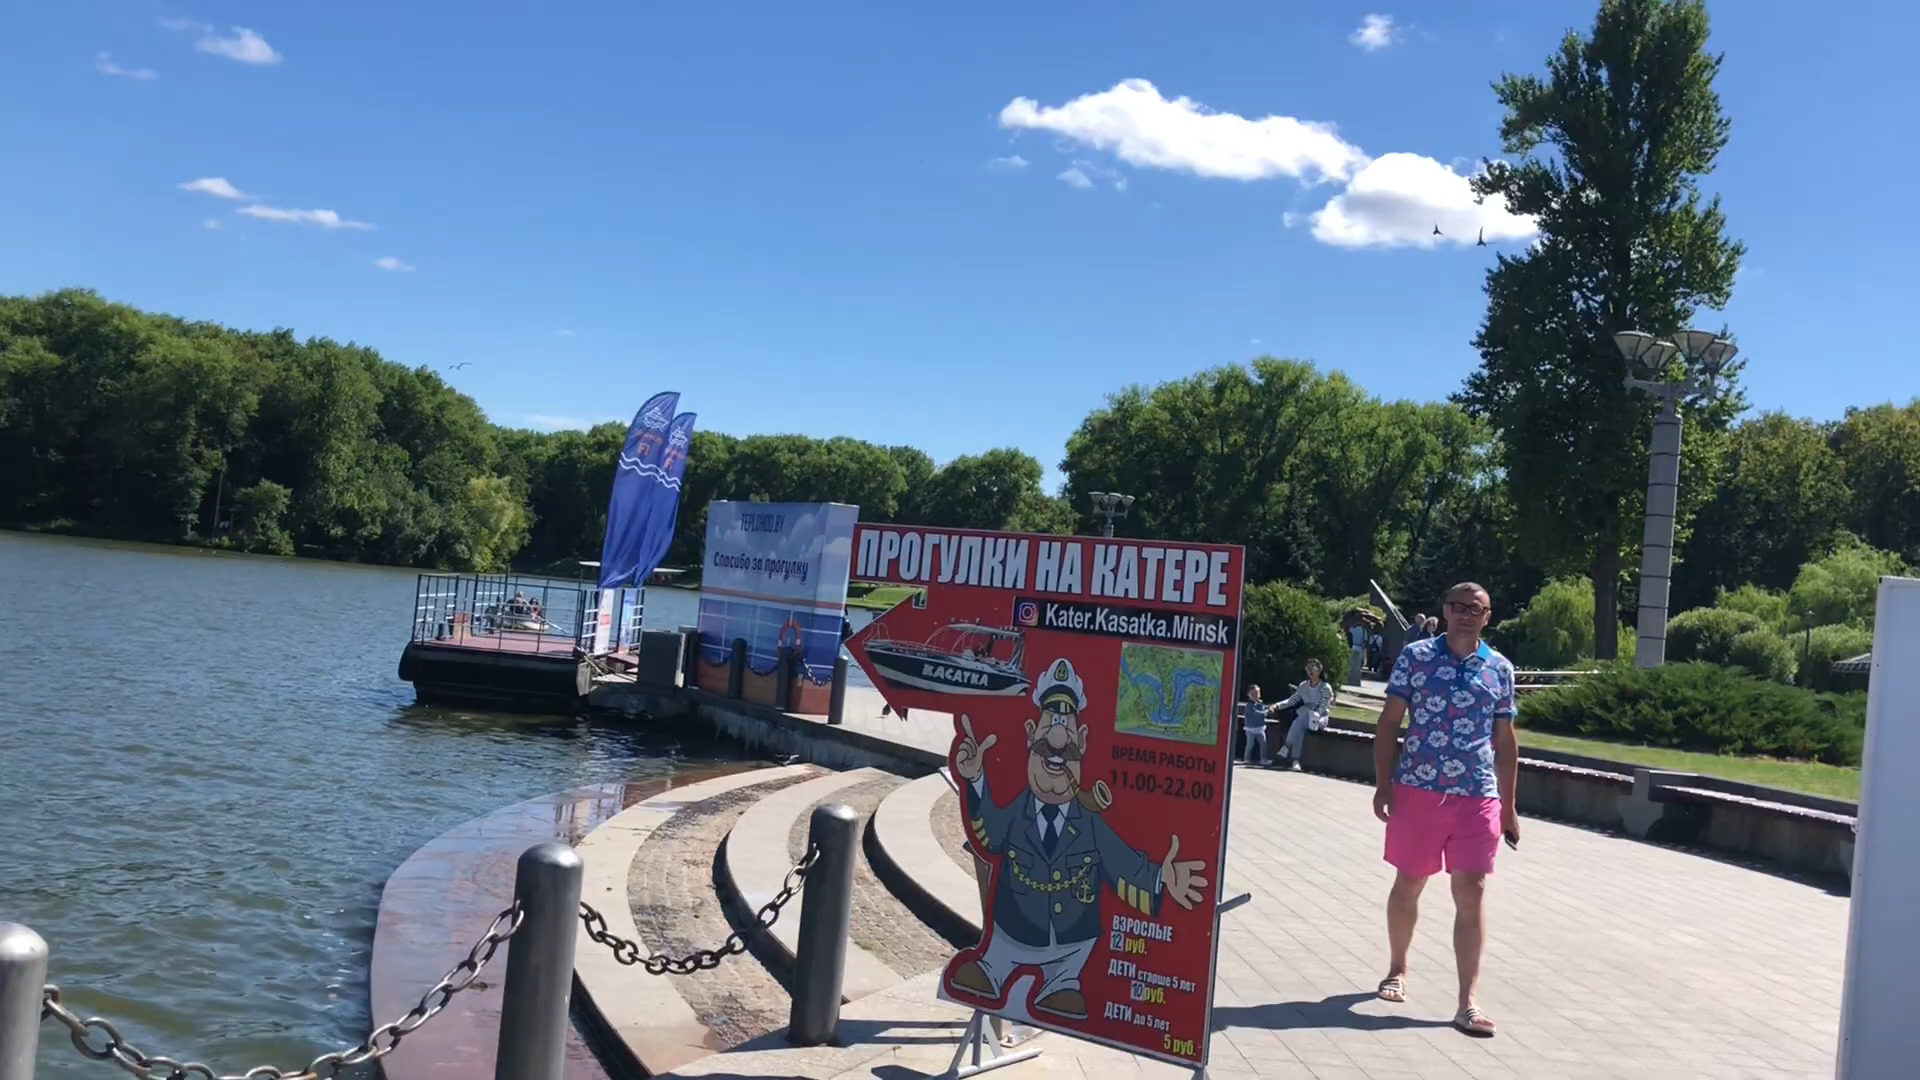 TEPLOHOD.BY
Спасибо за прогулку
ПРОГУЛКИ НА КАТЕРЕ
Kater.Kasatka.Minsk
КАСАТКА
ВРЕМЯ РАБОТЫ
11.00-22.00
ВЗРОСЛЫЕ
12 руб.
ДЕТИ старше 5 лет
10 руб.
ДЕТИ до 5 лет
5 руб.